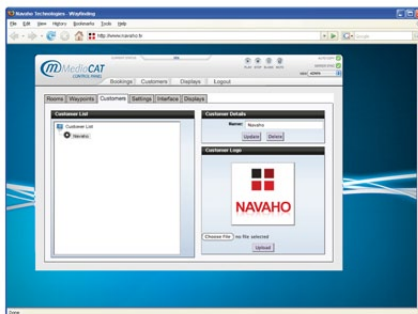 Navaho Technologies - Wayfinding
File Edit View History Bookmarks Tools Help
http://www.navaho.tv
Google
MediaCAT
CONTROL PANEL
Bookings Customers Displays Logout
Rooms Waypoints Customers Settings Interface Displays
Customer List
Customer List
Navaho
Customer Details
Name: Navaho
Update Delete
Customer Logo
NAVAHO
Choose File no file selected
Upload
Done